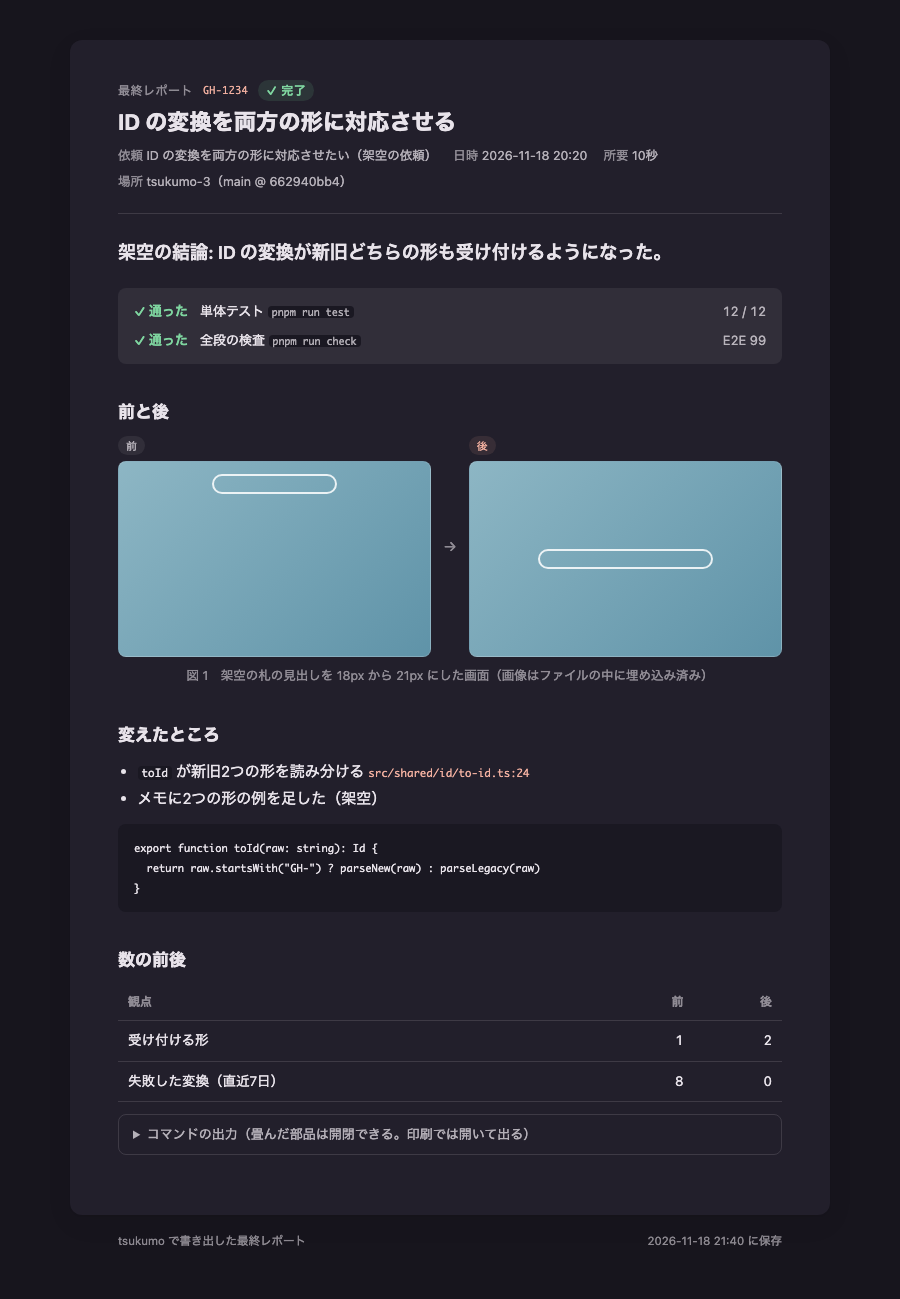 最終レポート GH-1234 ✓ 完了
ID の変換を両方の形に対応させる
依頼 ID の変換を両方の形に対応させたい（架空の依頼） 日時 2026-11-18 20:20 所要 10秒
場所 tsukumo-3（main @ 662940bb4）
架空の結論: ID の変換が新旧どちらの形も受け付けるようになった。
✓ 通った 単体テスト pnpm run test 12 / 12
✓ 通った 全段の検査 pnpm run check E2E 99
前と後
前 後
→
図 1 架空の札の見出しを 18px から 21px にした画面（画像はファイルの中に埋め込み済み）
変えたところ
• toId が新旧2つの形を読み分ける src/shared/id/to-id.ts:24
• メモに2つの形の例を足した（架空）
export function toId(raw: string): Id {
  return raw.startsWith("GH-") ? parseNew(raw) : parseLegacy(raw)
}
数の前後
観点 前 後
受け付ける形 1 2
失敗した変換（直近7日） 8 0
▶ コマンドの出力（畳んだ部品は開閉できる。印刷では開いて出る）
tsukumo で書き出した最終レポート 2026-11-18 21:40 に保存